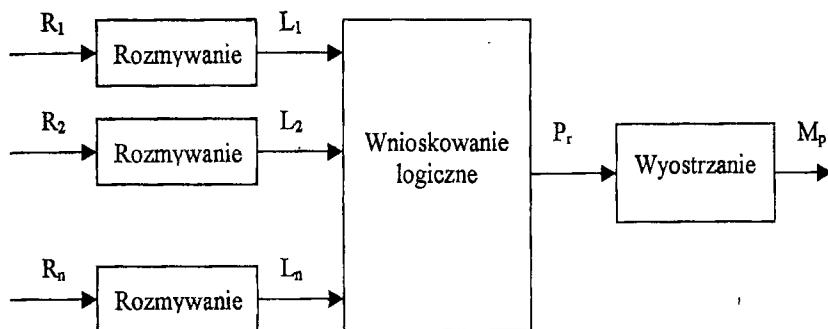 R₁ Rozmywanie L₁
R₂ Rozmywanie L₂
Wnioskowanie
logiczne
Pᵣ Wyostrzanie Mₚ
Rₙ Rozmywanie Lₙ